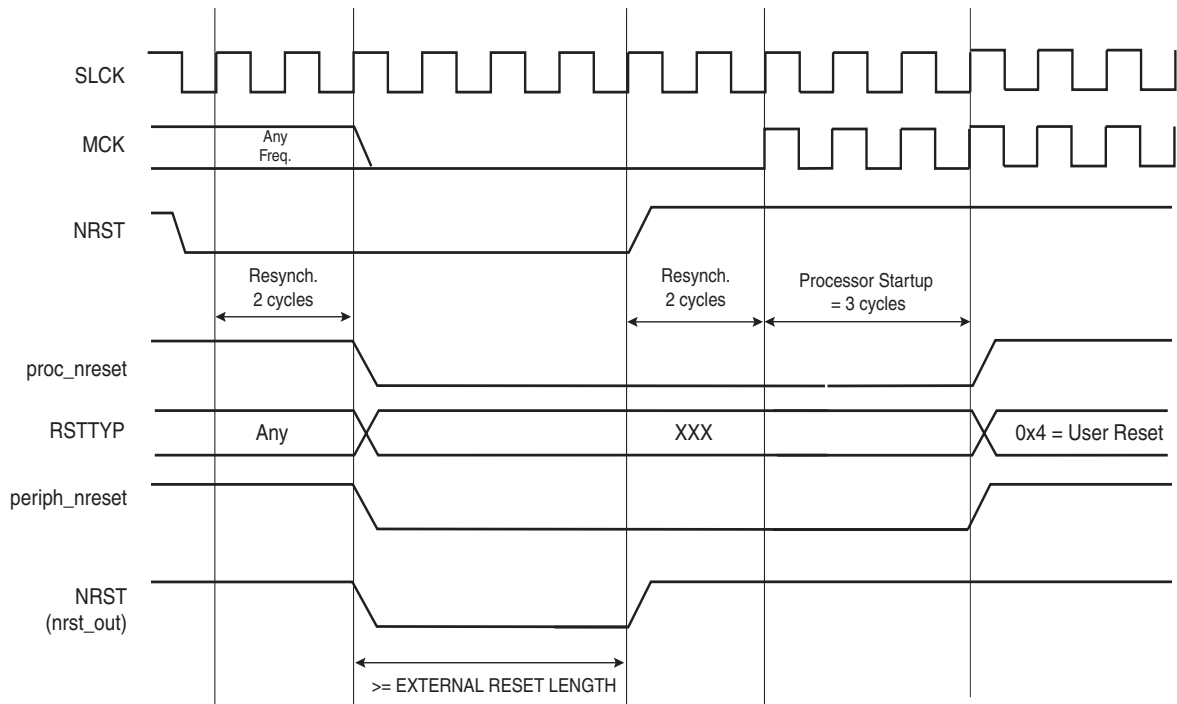 SLCK
MCK
Any
Freq.
NRST
Resynch.
2 cycles
Resynch.
2 cycles
Processor Startup
= 3 cycles
proc_nreset
RSTTYP
Any
XXX
0x4 = User Reset
periph_nreset
NRST
(nrst_out)
>= EXTERNAL RESET LENGTH